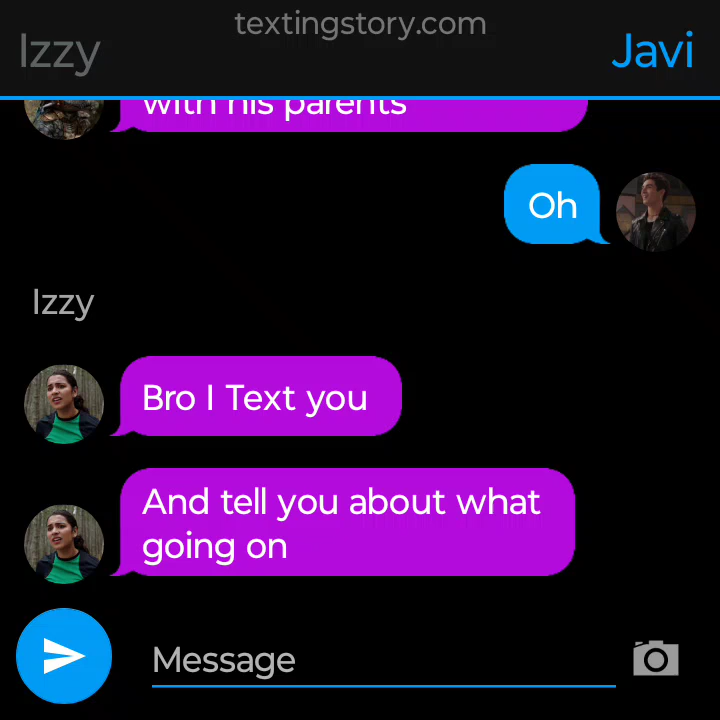 textingstory.com
Izzy
Javi
with his parents
Oh
Izzy
Bro I Text you
And tell you about what
going on
Message